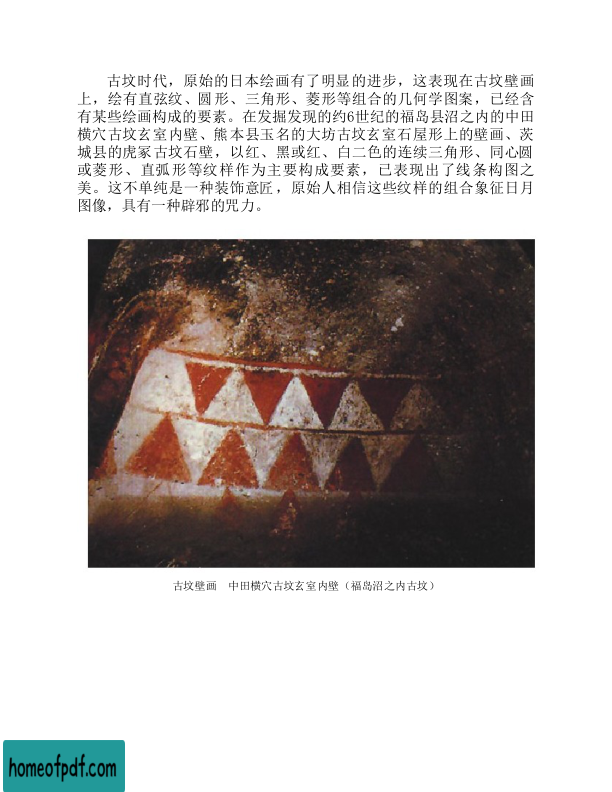 古坟时代，原始的日本绘画有了明显的进步，这表现在古坟壁画
上，绘有直弦纹、圆形、三角形、菱形等组合的几何学图案，已经含
有某些绘画构成的要素。在发掘发现的约6世纪的福岛县沼之内的中田
横穴古坟玄室内壁、熊本县玉名的大坊古坟玄室石屋形上的壁画、茨
城县的虎冢古坟石壁，以红、黑或红、白二色的连续三角形、同心圆
或菱形、直弧形等纹样作为主要构成要素，已表现出了线条构图之
美。这不单纯是一种装饰意匠，原始人相信这些纹样的组合象征日月
图像，具有一种辟邪的咒力。
古坟壁画　中田横穴古坟玄室内壁（福岛沼之内古坟）
homeofpdf.com